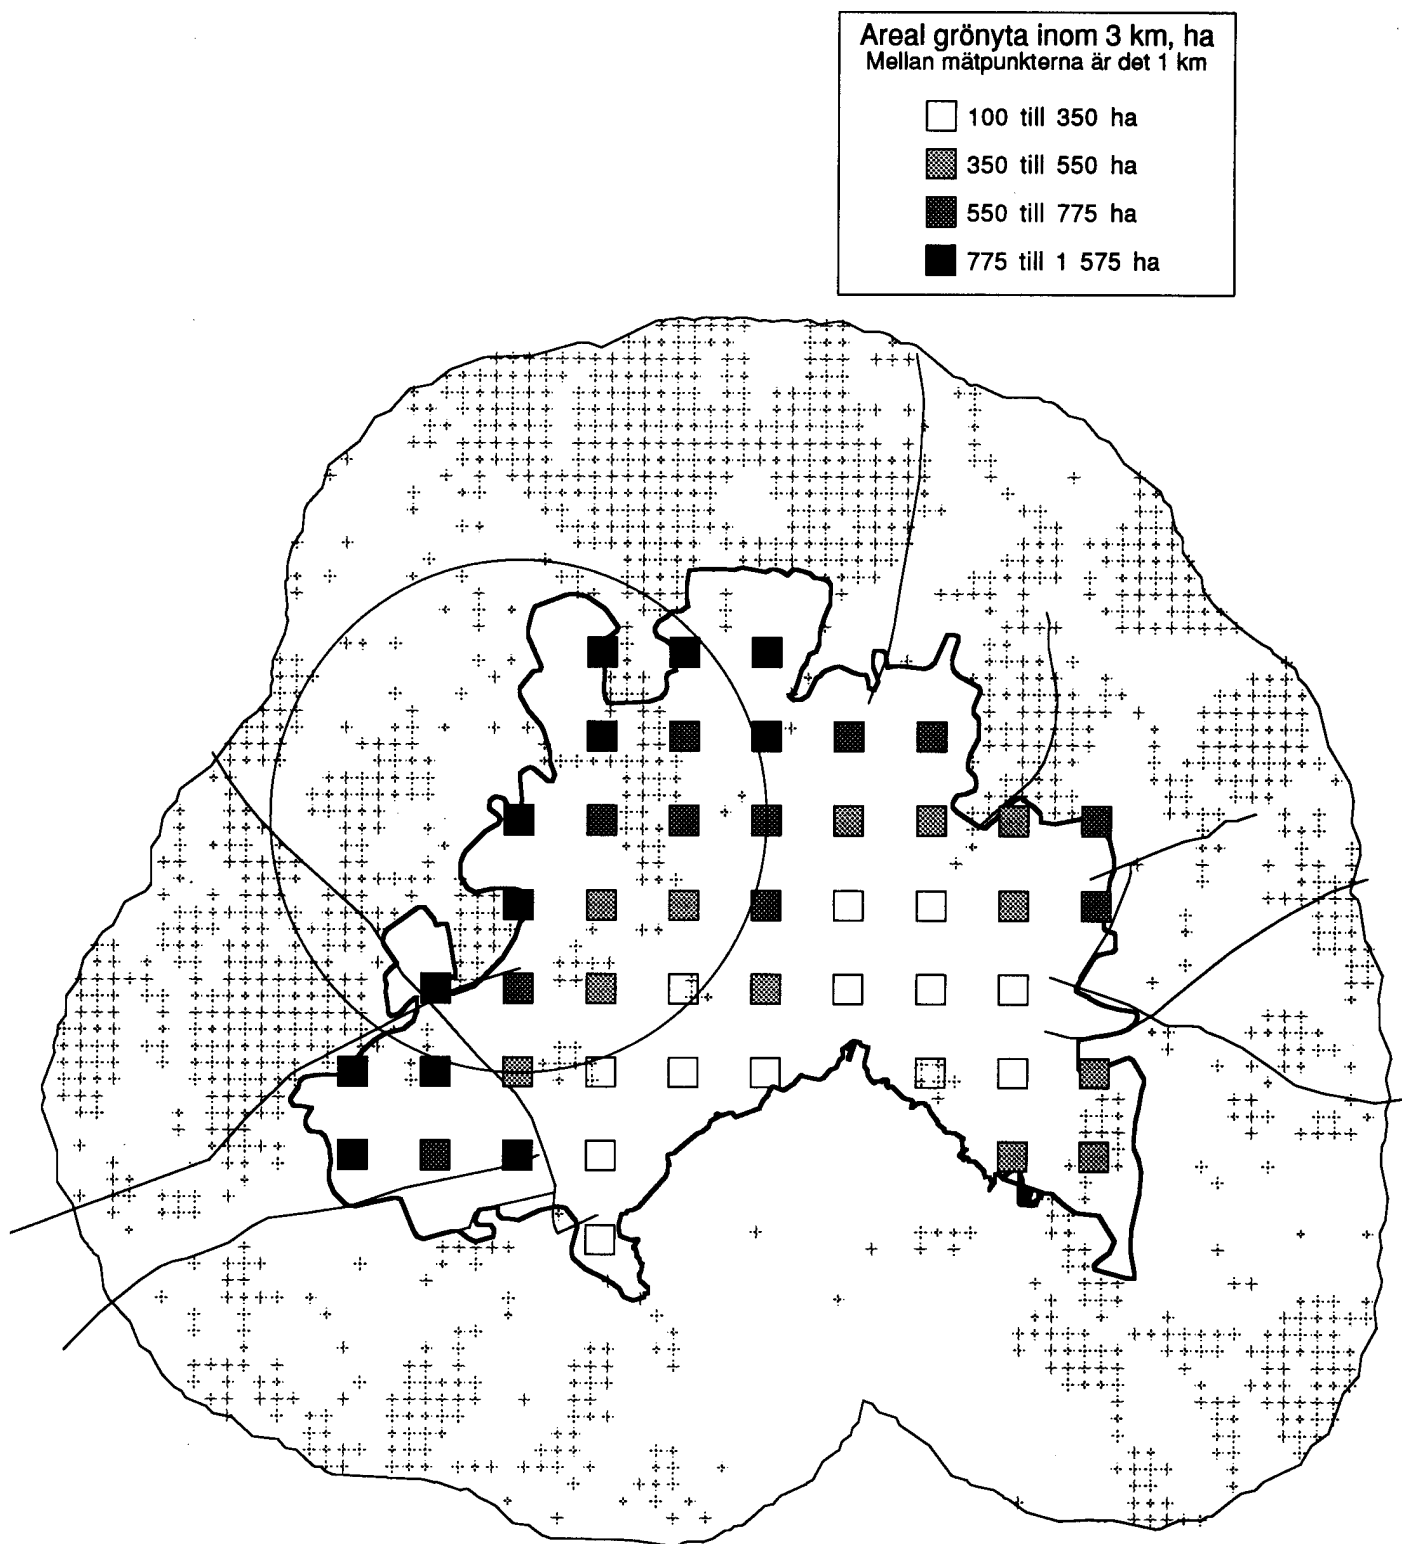 Areal grönyta inom 3 km, ha
Mellan mätpunkterna är det 1 km
100 till 350 ha
350 till 550 ha
550 till 775 ha
775 till 1 575 ha